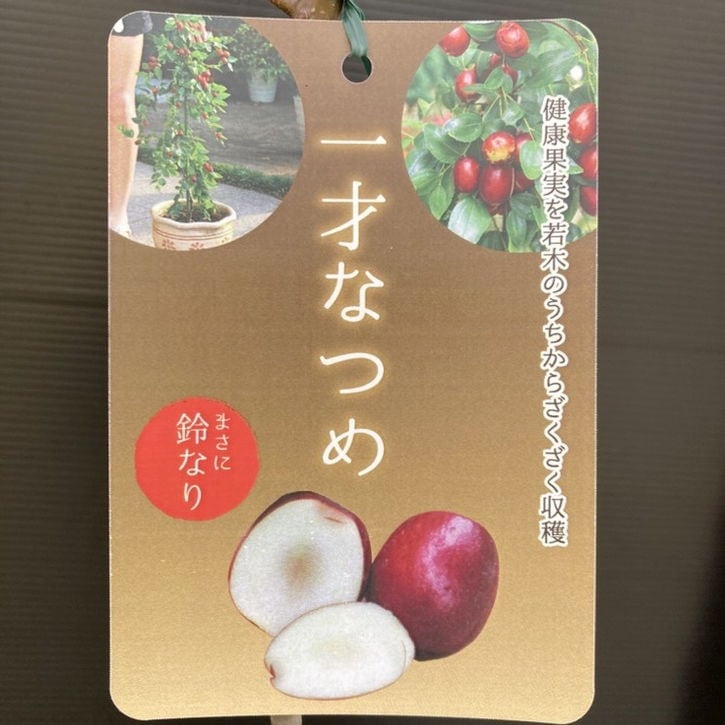 健康果実を若木のうちからざくざく収穫
一才なつめ
まさに
鈴なり